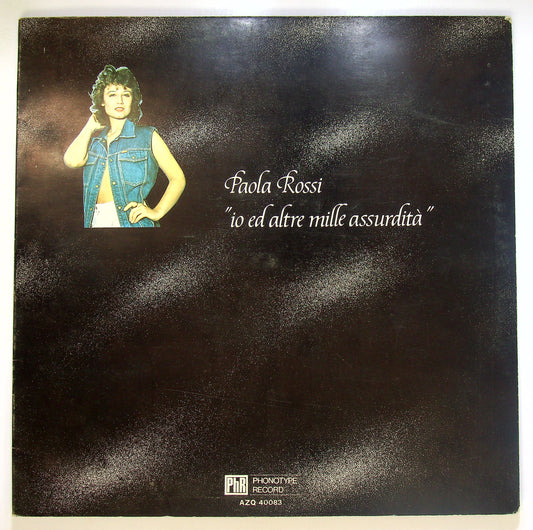 Paola Rossi
"io ed altre mille assurdità"
PhR PHONOTYPE
RECORD
AZQ 40083